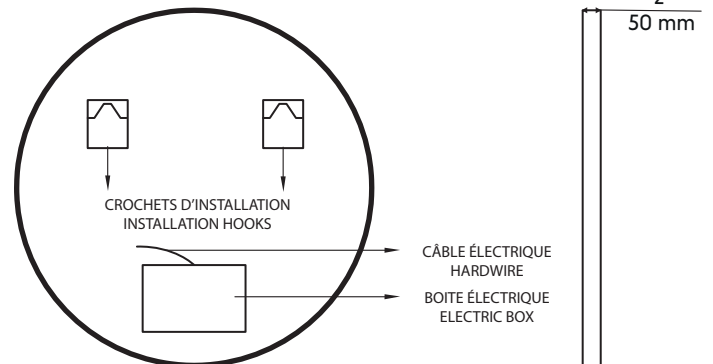 2
50 mm
CROCHETS D'INSTALLATION
INSTALLATION HOOKS
CÂBLE ÉLECTRIQUE
HARDWIRE
BOITE ÉLECTRIQUE
ELECTRIC BOX